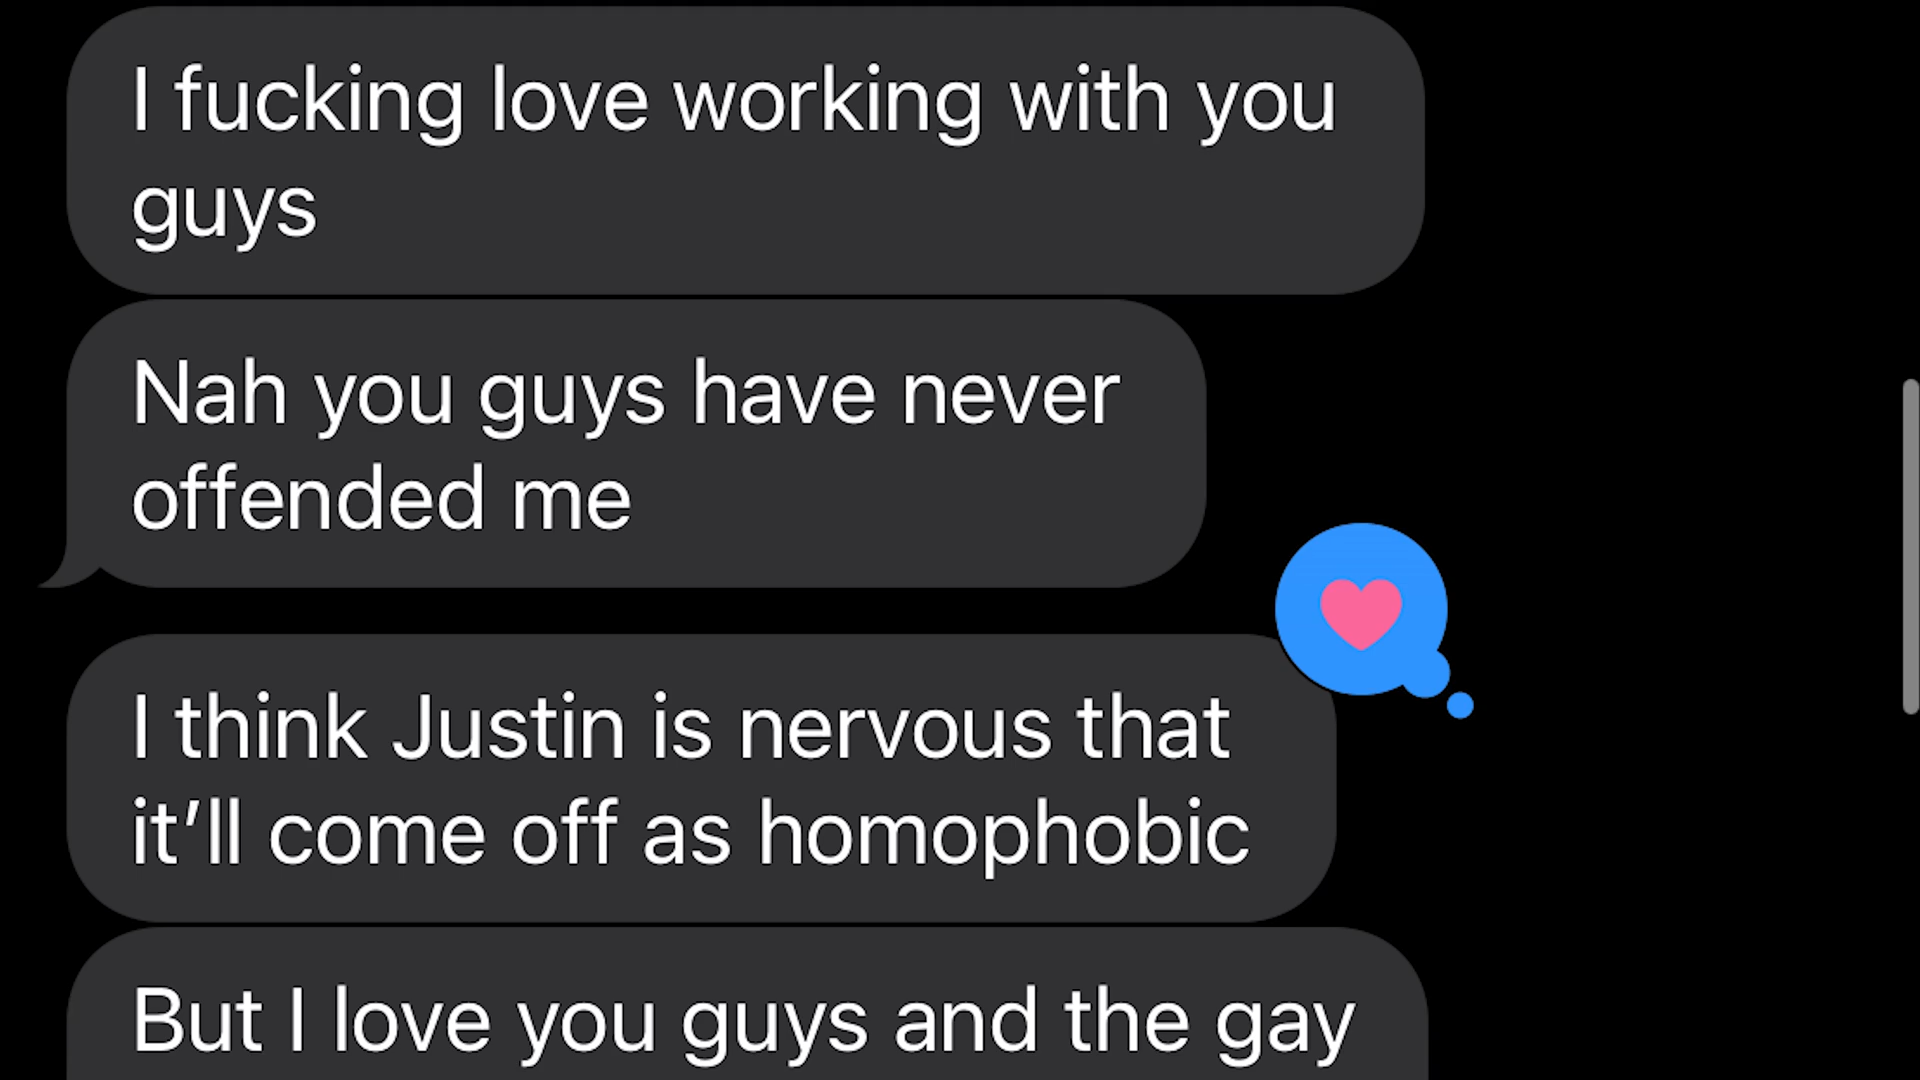 I fucking love working with you
guys
Nah you guys have never
offended me
I think Justin is nervous that
it’ll come off as homophobic
But I love you guys and the gay